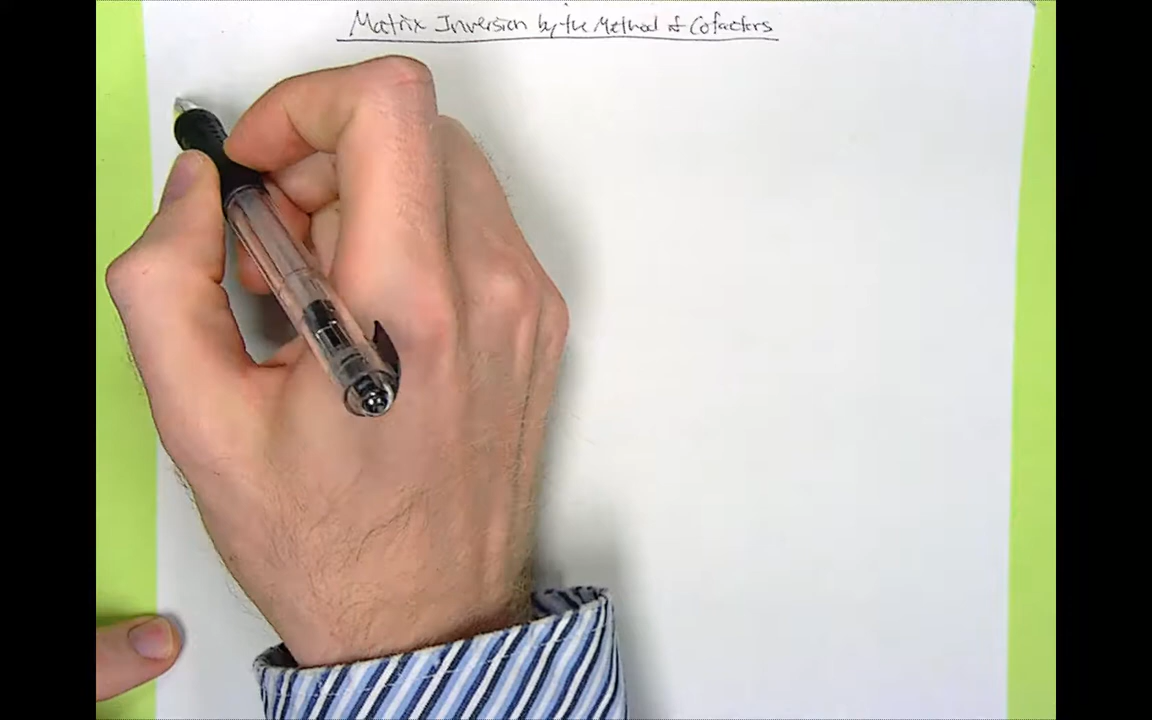 Matrix Inversion by the Method of Cofactors